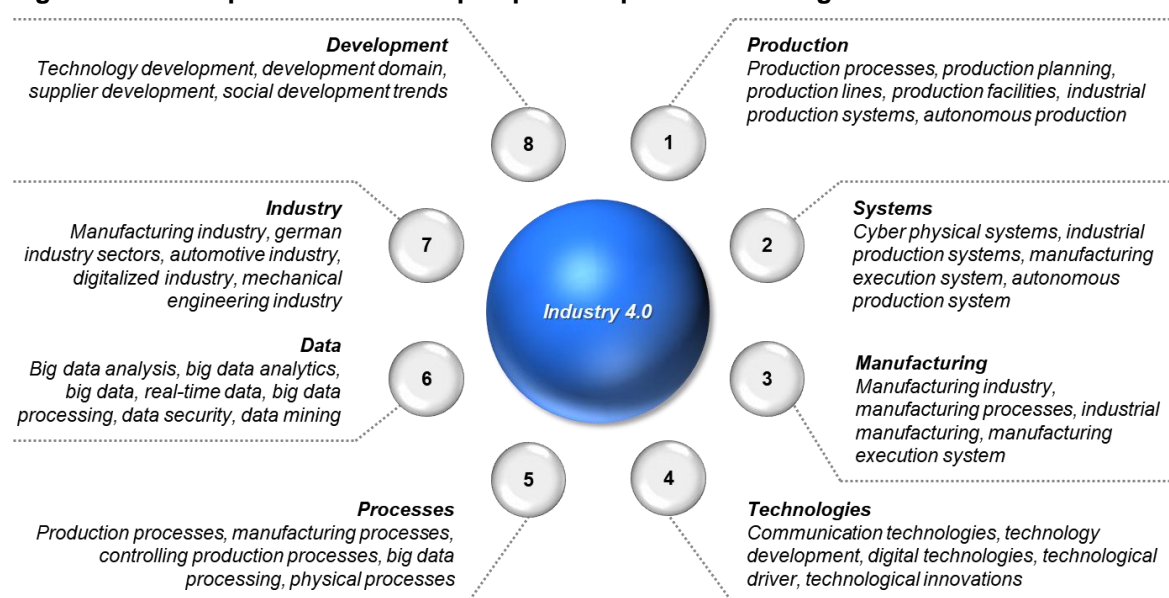 Development
Technology development, development domain,
supplier development, social development trends
Production
Production processes, production planning,
production lines, production facilities, industrial
production systems, autonomous production
8
1
Industry
Manufacturing industry, german
industry sectors, automotive industry,
digitalized industry, mechanical
engineering industry
7
2
Systems
Cyber physical systems, industrial
production systems, manufacturing
execution system, autonomous
production system
Industry 4.0
Data
Big data analysis, big data analytics,
big data, real-time data, big data
processing, data security, data mining
6
3
Manufacturing
Manufacturing industry,
manufacturing processes, industrial
manufacturing, manufacturing
execution system
5
4
Processes
Production processes, manufacturing processes,
controlling production processes, big data
processing, physical processes
Technologies
Communication technologies, technology
development, digital technologies, technological
driver, technological innovations